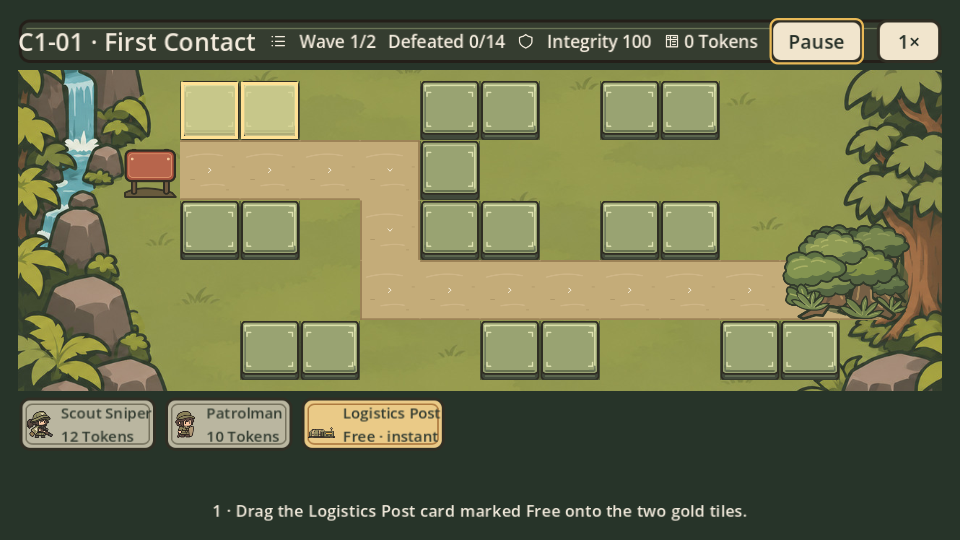 C1-01 · First Contact Wave 1/2 Defeated 0/14 Integrity 100 0 Tokens Pause 1×
Scout Sniper
12 Tokens
Patrolman
10 Tokens
Logistics Post
Free · instant
1 · Drag the Logistics Post card marked Free onto the two gold tiles.